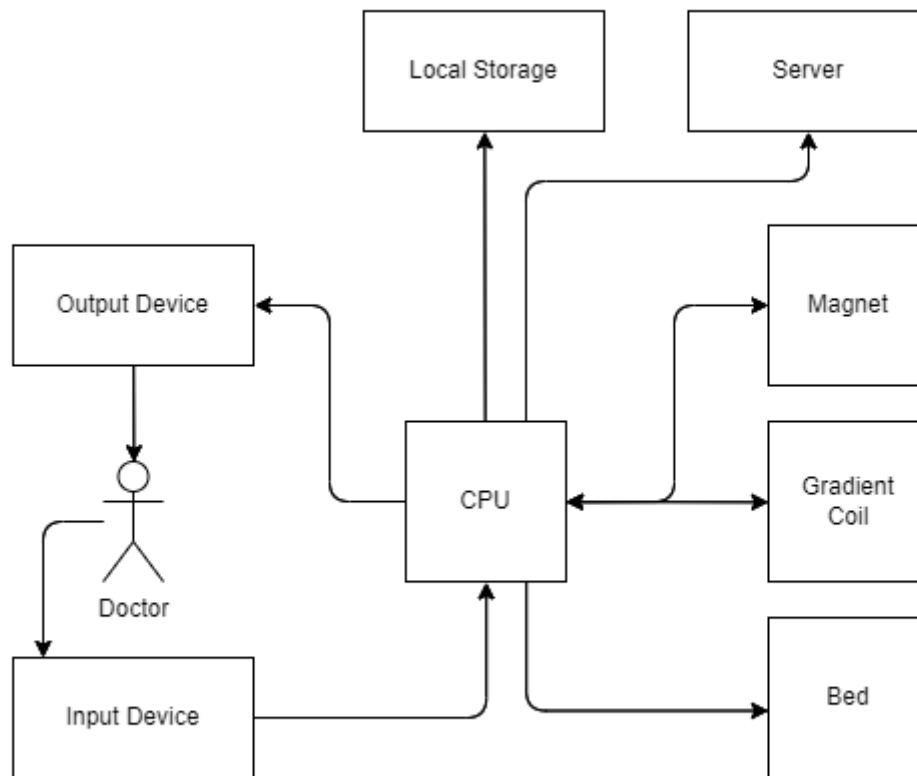 Local Storage
Server
Output Device
Magnet
CPU
Gradient
Coil
Doctor
Input Device
Bed